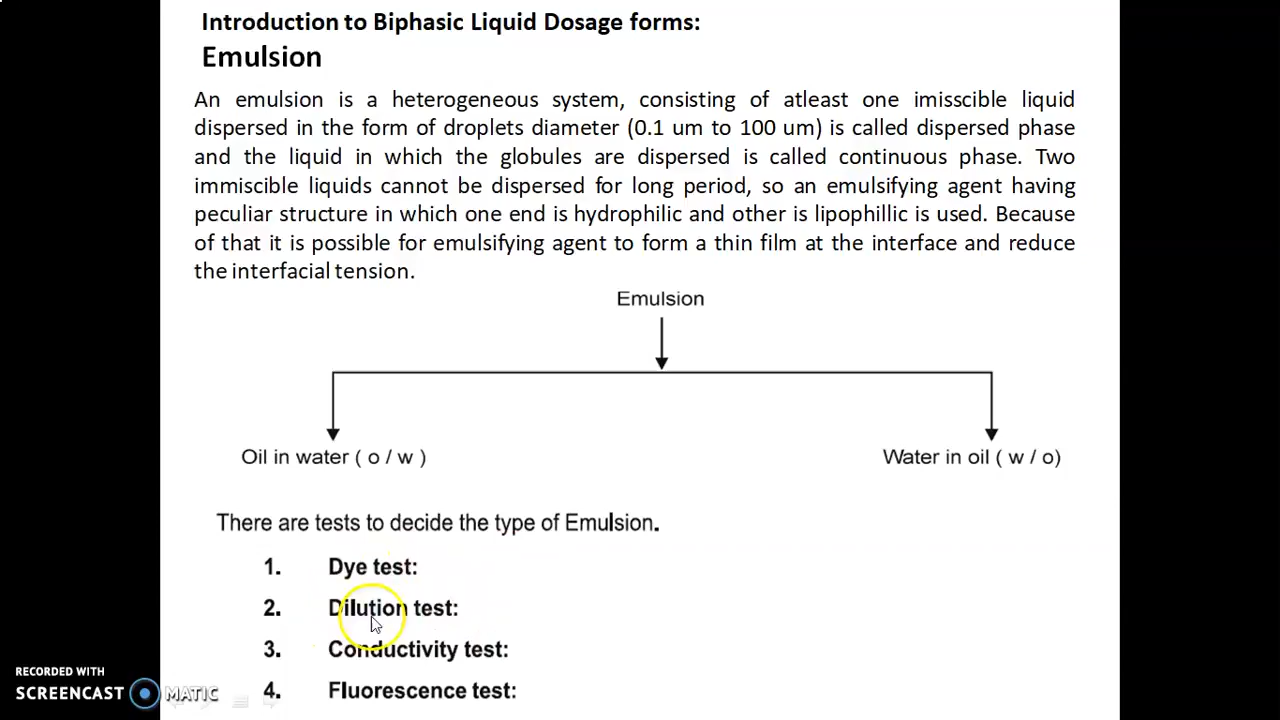 Introduction to Biphasic Liquid Dosage forms:
Emulsion
An emulsion is a heterogeneous system, consisting of atleast one imisscible liquid
dispersed in the form of droplets diameter (0.1 um to 100 um) is called dispersed phase
and the liquid in which the globules are dispersed is called continuous phase. Two
immiscible liquids cannot be dispersed for long period, so an emulsifying agent having
peculiar structure in which one end is hydrophilic and other is lipophillic is used. Because
of that it is possible for emulsifying agent to form a thin film at the interface and reduce
the interfacial tension.
Emulsion
Oil in water ( o / w )
Water in oil ( w / o)
There are tests to decide the type of Emulsion.
1. Dye test:
2. Dilution test:
3. Conductivity test:
4. Fluorescence test:
RECORDED WITH
SCREENCAST MATIC